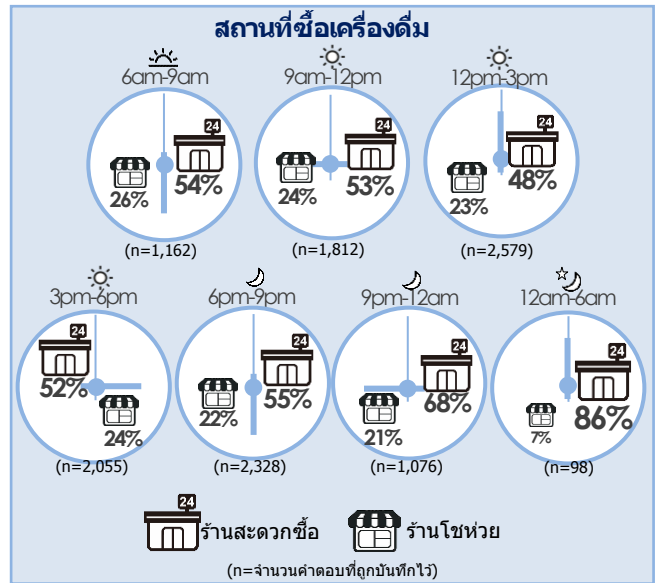 สถานที่ซื้อเครื่องดื่ม
6am-9am
9am-12pm
12pm-3pm
24
26%
54%
24
24%
53%
24
23%
48%
(n=1,162)
(n=1,812)
(n=2,579)
3pm-6pm
6pm-9pm
9pm-12am
12am-6am
24
52%
24%
24
22%
55%
24
21%
68%
24
7%
86%
(n=2,055)
(n=2,328)
(n=1,076)
(n=98)
24
ร้านสะดวกซื้อ
ร้านโชห่วย
(n=จำนวนคำตอบที่ถูกบันทึกไว้)